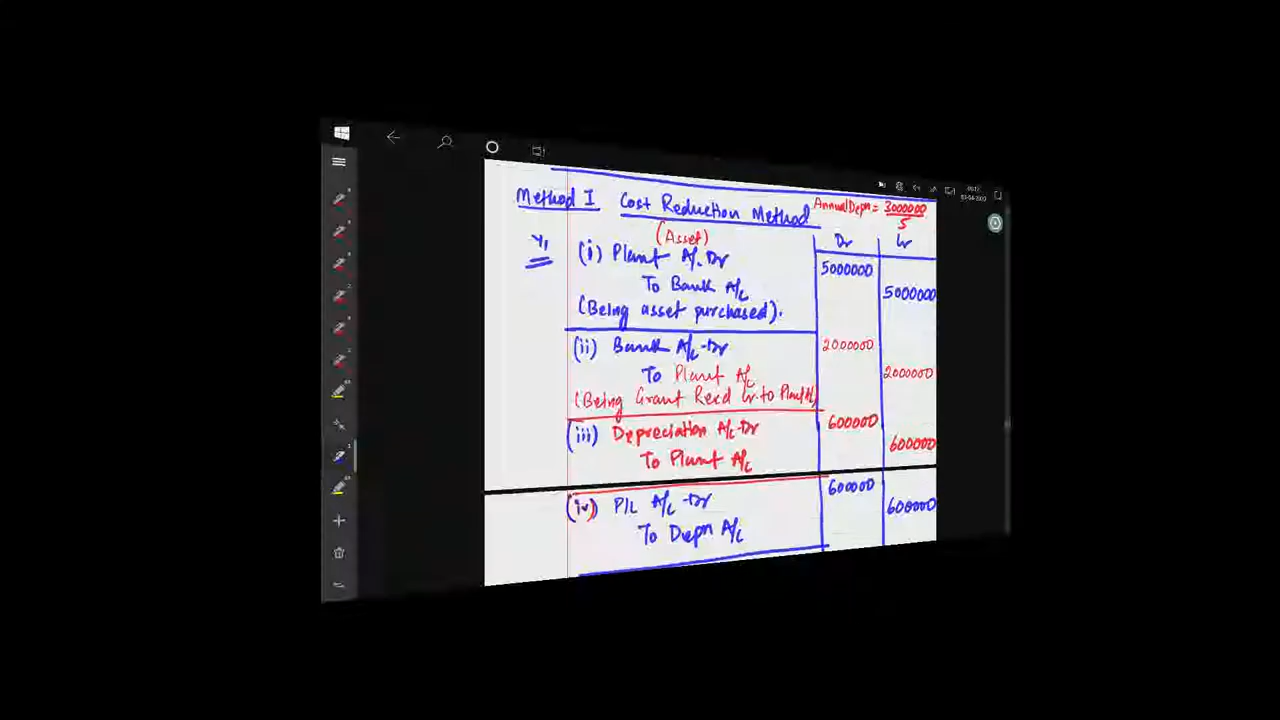 Method I Cost Reduction Method
Annual Depn = 3000000
5
(Asset)
Dr Cr
Y1 (i) Plant A/c Dr 5000000
To Bank A/c 5000000
(Being asset purchased).
(ii) Bank A/c Dr 2000000
To Plant A/c 2000000
(Being Grant Recd Cr. to Plant A/c)
(iii) Depreciation A/c Dr 600000
To Plant A/c 600000
(iv) P/L A/c Dr 600000
To Depn A/c 600000